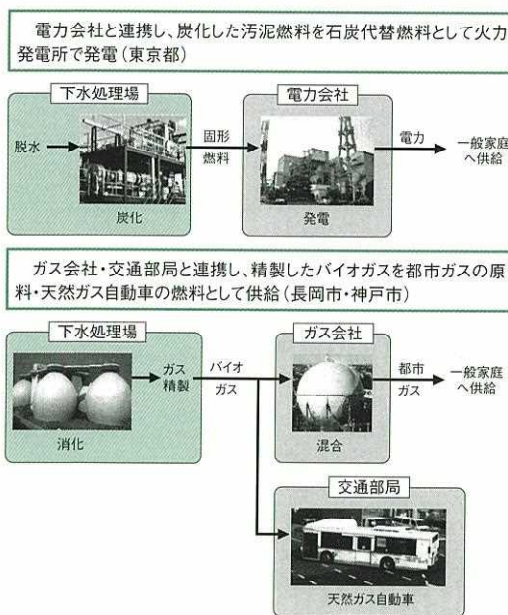 電力会社と連携し、炭化した汚泥燃料を石炭代替燃料として火力
発電所で発電(東京都)
下水処理場
電力会社
脱水
炭化
固形
燃料
発電
電力
一般家庭
へ供給
ガス会社・交通部局と連携し、精製したバイオガスを都市ガスの原
料・天然ガス自動車の燃料として供給(長岡市・神戸市)
下水処理場
ガス会社
消化
ガス
精製
バイオ
ガス
混合
都市
ガス
一般家庭
へ供給
交通部局
天然ガス自動車